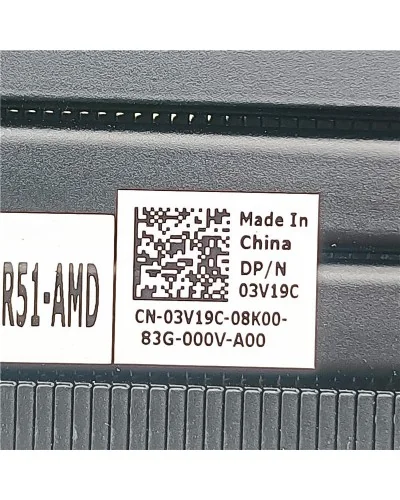 R51-AMD
Made In
China
DP/N
03V19C
CN-03V19C-08K00-
83G-000V-A00